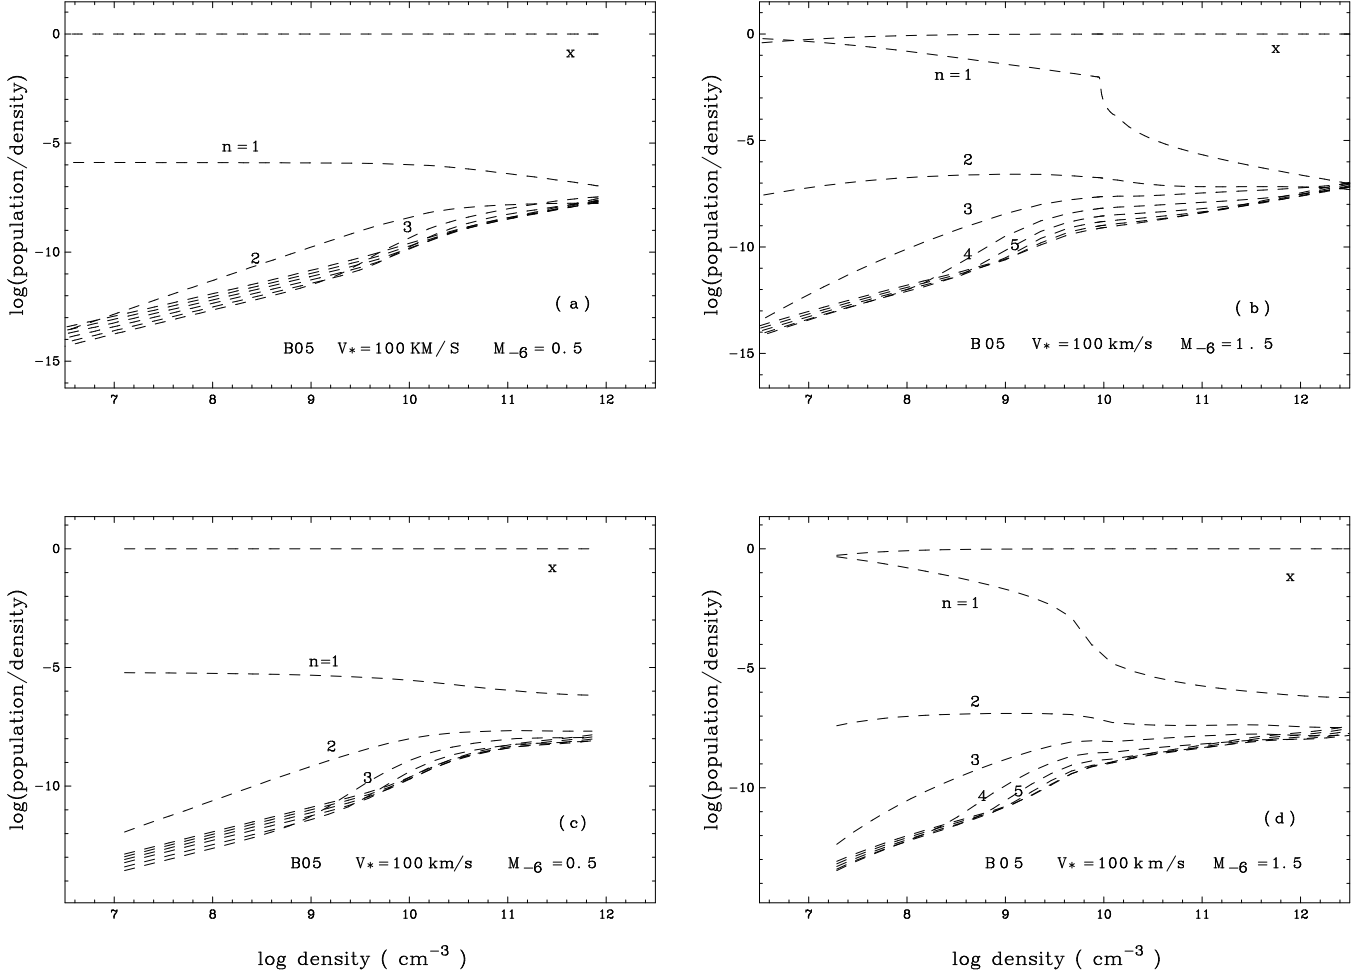 0
x
n=1
−5
2
3
−10
−15
(a)
B05 V*=100 KM/S M−6=0.5
7 8 9 10 11 12
log(population/density)
0
x
n=1
−5
2
3
4
5
−10
−15
(b)
B05 V*=100 km/s M−6=1.5
7 8 9 10 11 12
log(population/density)
0
x
n=1
−5
2
3
−10
(c)
B05 V*=100 km/s M−6=0.5
7 8 9 10 11 12
log(population/density)
log density ( cm−3 )
0
x
n=1
−5
2
3
4
5
−10
(d)
B05 V*=100 km/s M−6=1.5
7 8 9 10 11 12
log(population/density)
log density ( cm−3 )